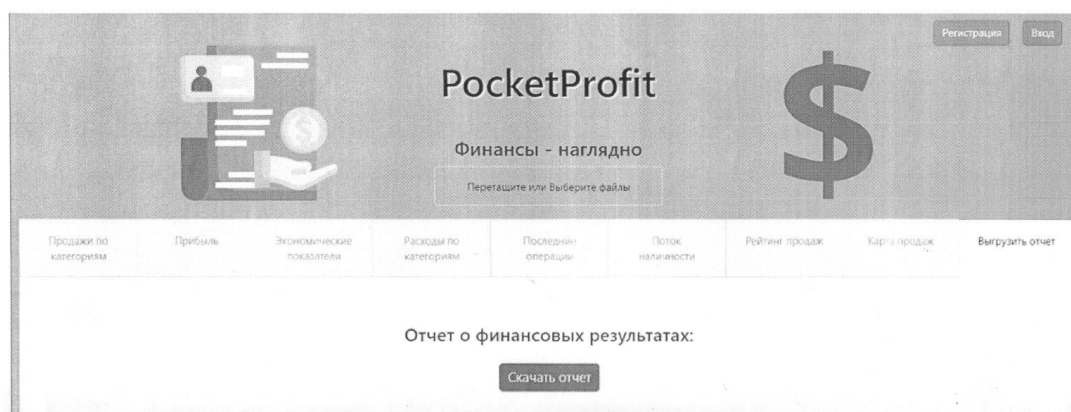 Регистрация Вход
PocketProfit
Финансы - наглядно
Перетащите или Выберите файлы
Продажи по категориям
Прибыль
Экономические показатели
Расходы по категориям
Последние операции
Поток наличности
Рейтинг продаж
Карта продаж
Выгрузить отчет
Отчет о финансовых результатах:
Скачать отчет